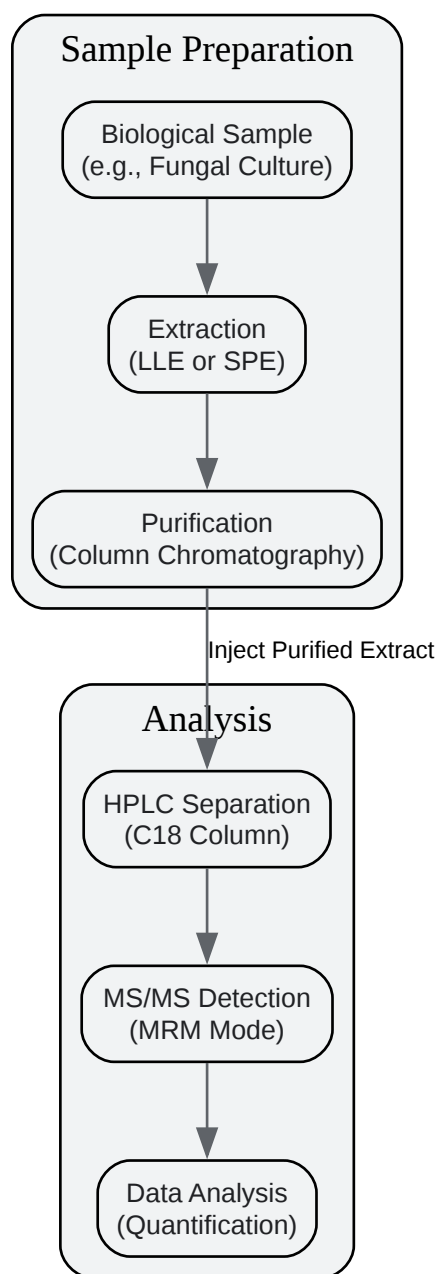 Sample Preparation
Biological Sample
(e.g., Fungal Culture)
Extraction
(LLE or SPE)
Purification
(Column Chromatography)
Inject Purified Extract
Analysis
HPLC Separation
(C18 Column)
MS/MS Detection
(MRM Mode)
Data Analysis
(Quantification)